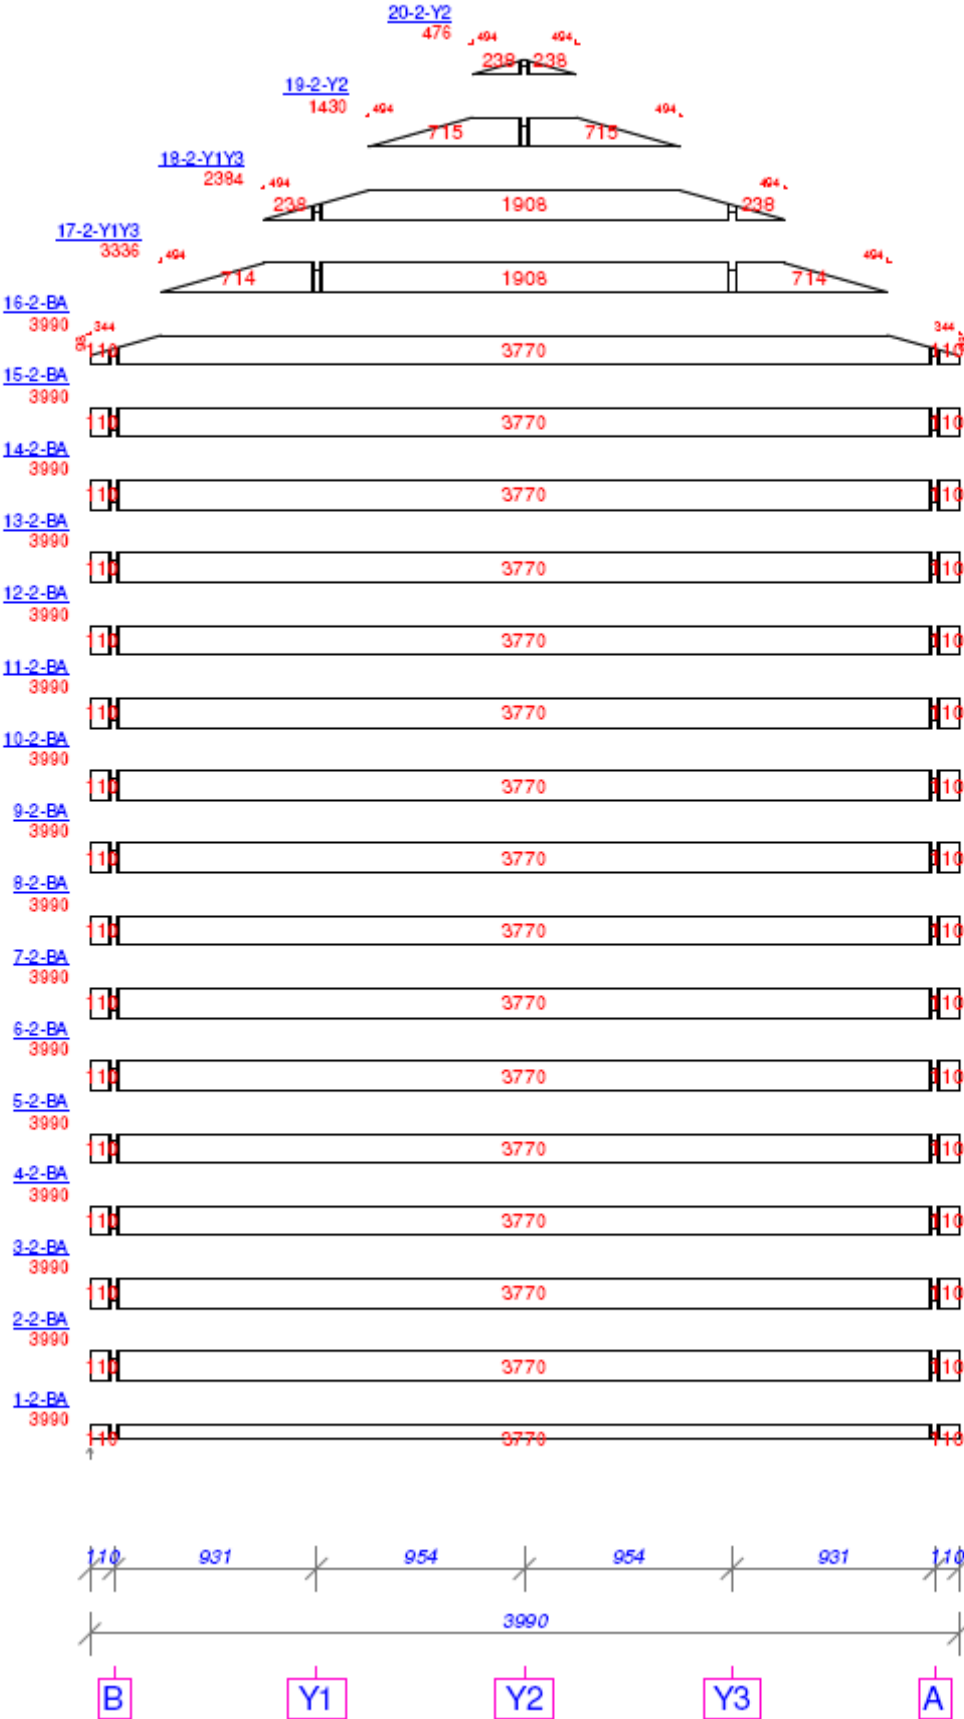 20-2-Y2
476 494 494
238 238
19-2-Y2
1430 494 494
715 715
18-2-Y1Y3
2384 494 494
238 1908 238
17-2-Y1Y3
3336 494 494
714 1908 714
16-2-BA
3990 344 344
110 3770 110
15-2-BA
3990
110 3770 110
14-2-BA
3990
110 3770 110
13-2-BA
3990
110 3770 110
12-2-BA
3990
110 3770 110
11-2-BA
3990
110 3770 110
10-2-BA
3990
110 3770 110
9-2-BA
3990
110 3770 110
8-2-BA
3990
110 3770 110
7-2-BA
3990
110 3770 110
6-2-BA
3990
110 3770 110
5-2-BA
3990
110 3770 110
4-2-BA
3990
110 3770 110
3-2-BA
3990
110 3770 110
2-2-BA
3990
110 3770 110
1-2-BA
3990
110 3770 110
110 931 954 954 931 110
3990
B Y1 Y2 Y3 A